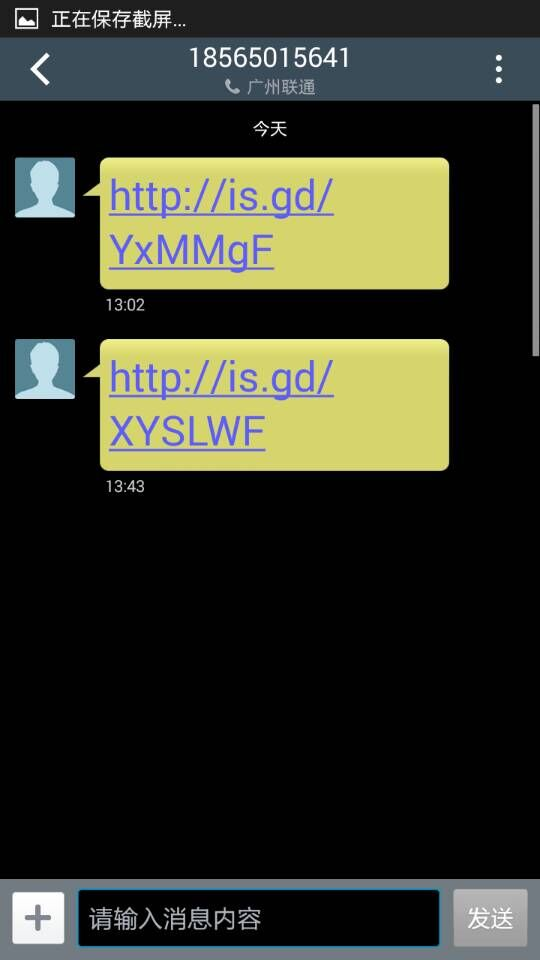 正在保存截屏...
18565015641
广州联通
今天
http://is.gd/
YxMMgF
13:02
http://is.gd/
XYSLWF
13:43
请输入消息内容
发送